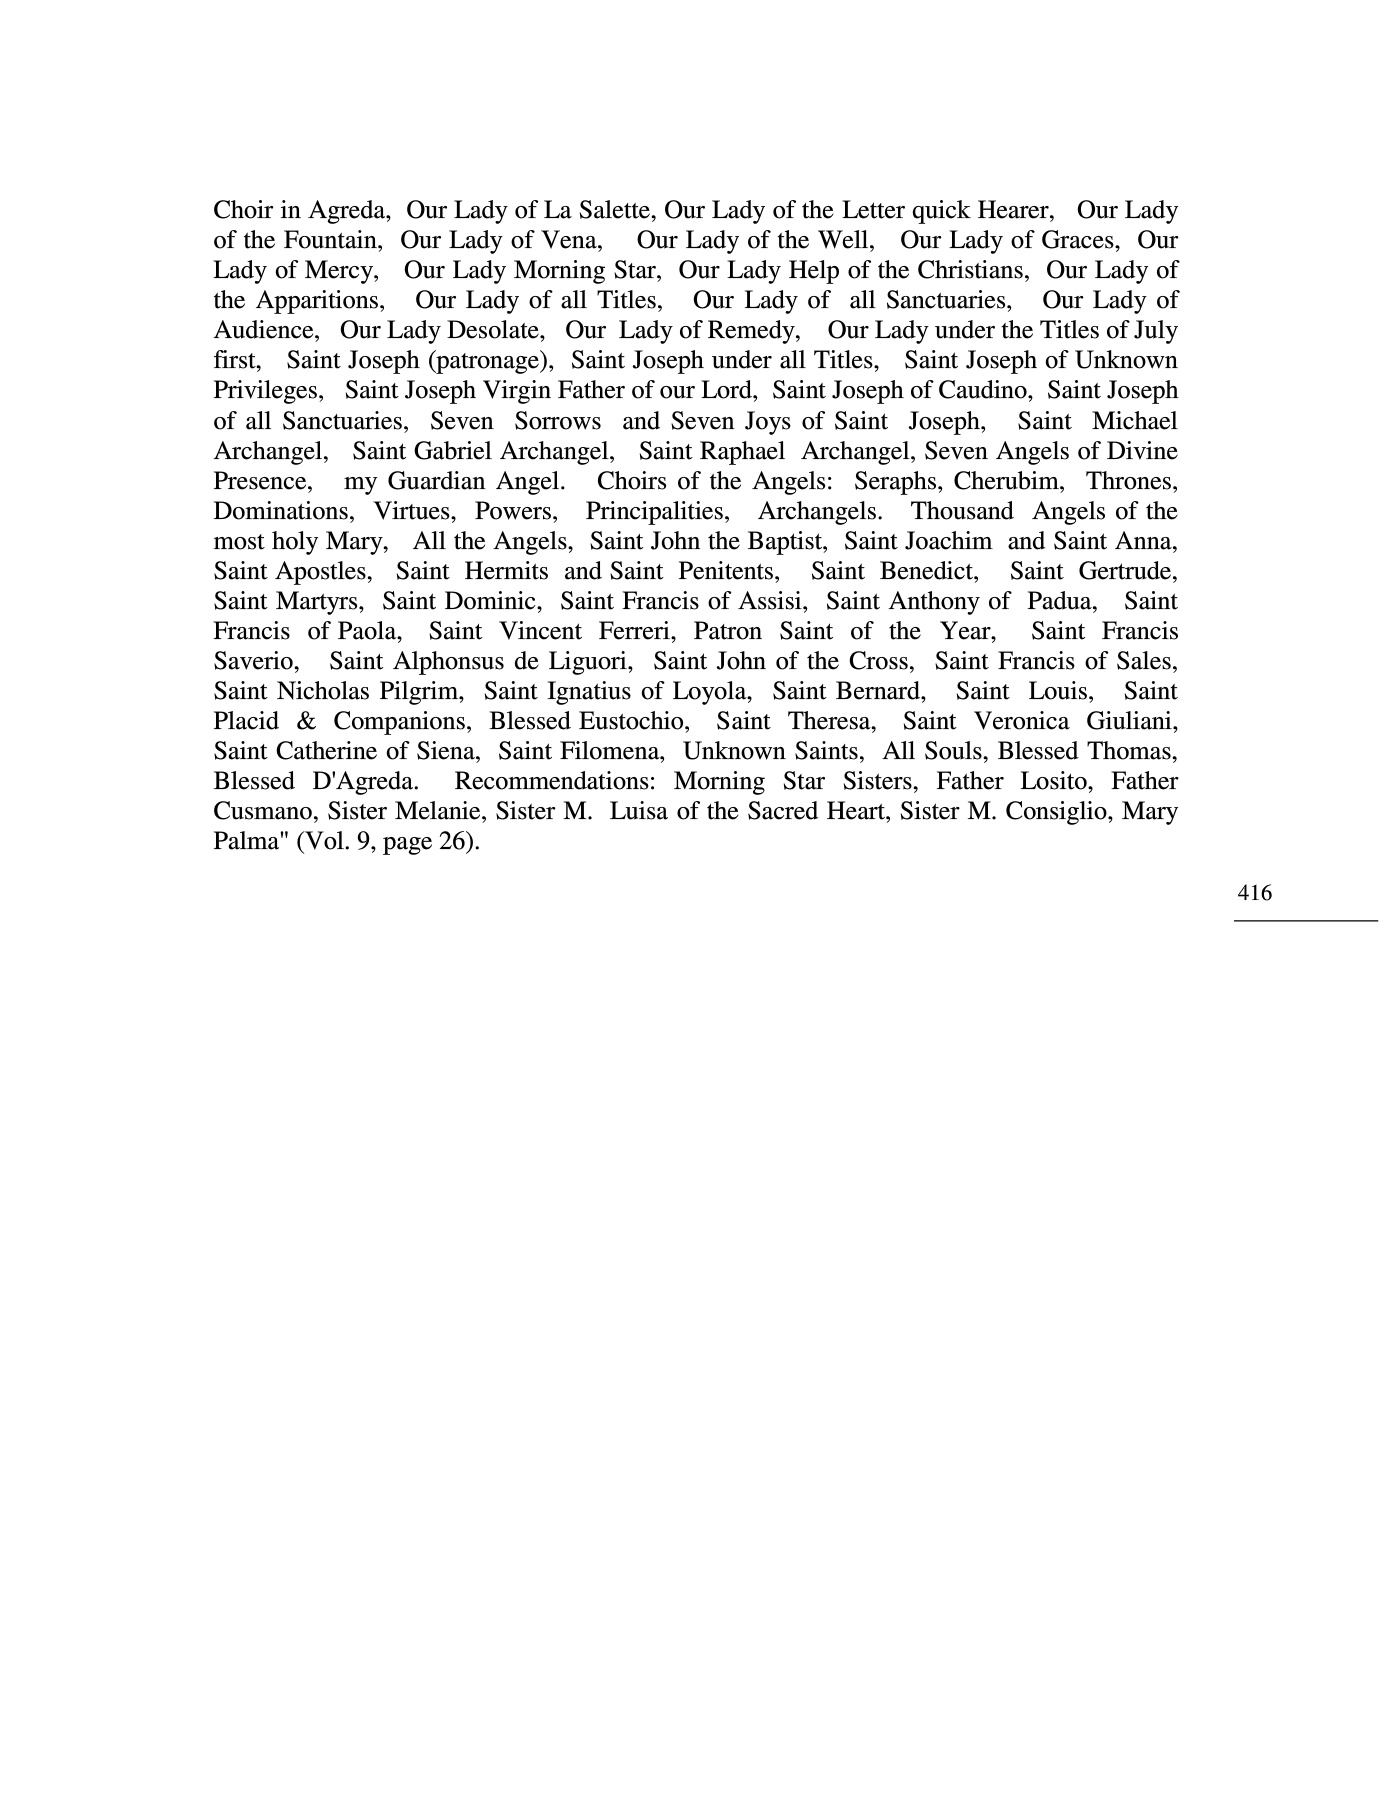 Choir in Agreda, Our Lady of La Salette, Our Lady of the Letter quick Hearer, Our Lady
of the Fountain, Our Lady of Vena, Our Lady of the Well, Our Lady of Graces, Our
Lady of Mercy, Our Lady Morning Star, Our Lady Help of the Christians, Our Lady of
the Apparitions, Our Lady of all Titles, Our Lady of all Sanctuaries, Our Lady of
Audience, Our Lady Desolate, Our Lady of Remedy, Our Lady under the Titles of July
first, Saint Joseph (patronage), Saint Joseph under all Titles, Saint Joseph of Unknown
Privileges, Saint Joseph Virgin Father of our Lord, Saint Joseph of Caudino, Saint Joseph
of all Sanctuaries, Seven Sorrows and Seven Joys of Saint Joseph, Saint Michael
Archangel, Saint Gabriel Archangel, Saint Raphael Archangel, Seven Angels of Divine
Presence, my Guardian Angel. Choirs of the Angels: Seraphs, Cherubim, Thrones,
Dominations, Virtues, Powers, Principalities, Archangels. Thousand Angels of the
most holy Mary, All the Angels, Saint John the Baptist, Saint Joachim and Saint Anna,
Saint Apostles, Saint Hermits and Saint Penitents, Saint Benedict, Saint Gertrude,
Saint Martyrs, Saint Dominic, Saint Francis of Assisi, Saint Anthony of Padua, Saint
Francis of Paola, Saint Vincent Ferreri, Patron Saint of the Year, Saint Francis
Saverio, Saint Alphonsus de Liguori, Saint John of the Cross, Saint Francis of Sales,
Saint Nicholas Pilgrim, Saint Ignatius of Loyola, Saint Bernard, Saint Louis, Saint
Placid & Companions, Blessed Eustochio, Saint Theresa, Saint Veronica Giuliani,
Saint Catherine of Siena, Saint Filomena, Unknown Saints, All Souls, Blessed Thomas,
Blessed D'Agreda. Recommendations: Morning Star Sisters, Father Losito, Father
Cusmano, Sister Melanie, Sister M. Luisa of the Sacred Heart, Sister M. Consiglio, Mary
Palma" (Vol. 9, page 26).
416